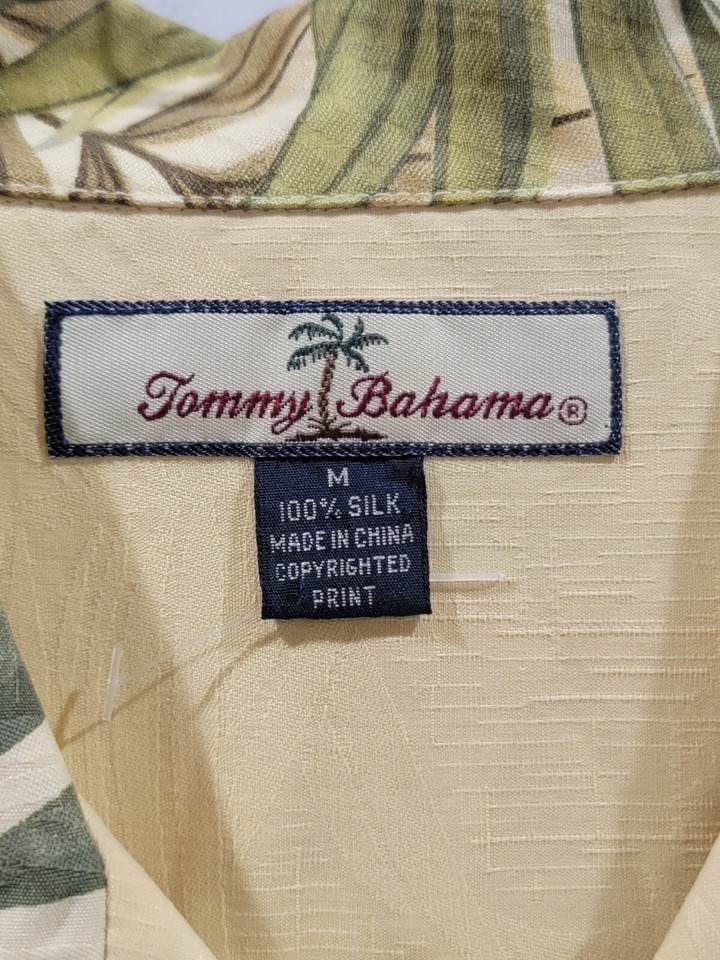 Tommy Bahama ®
M
100% SILK
MADE IN CHINA
COPYRIGHTED
PRINT